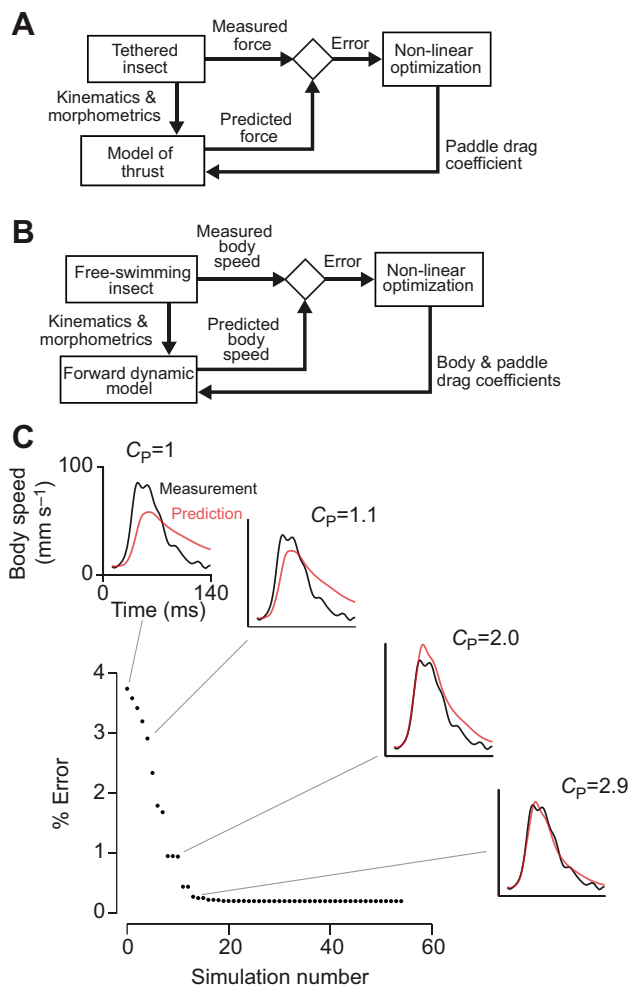 A
Tethered
insect
Measured
force
Error
Non-linear
optimization
Kinematics &
morphometrics
Predicted
force
Model of
thrust
Paddle drag
coefficient
B
Free-swimming
insect
Measured
body
speed
Error
Non-linear
optimization
Kinematics &
morphometrics
Predicted
body speed
Forward dynamic
model
Body & paddle
drag coefficients
C
CP=1
100
Body speed
(mm s–1)
Measurement
Prediction
0
0
140
Time (ms)
CP=1.1
CP=2.0
CP=2.9
4
3
2
1
0
% Error
0
20
40
60
Simulation number